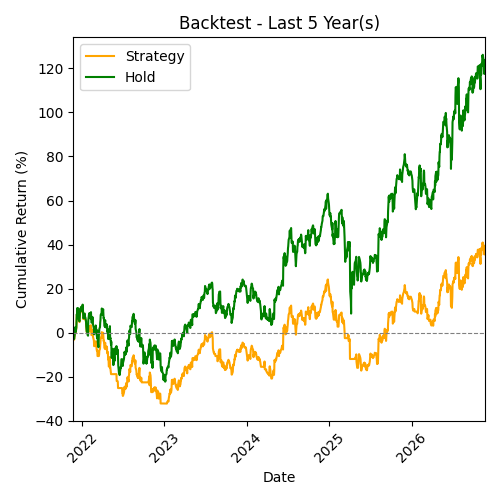 Backtest - Last 5 Year(s)
Strategy
Hold
Cumulative Return (%)
120
100
80
60
40
20
0
−20
−40
2022
2023
2024
2025
2026
Date